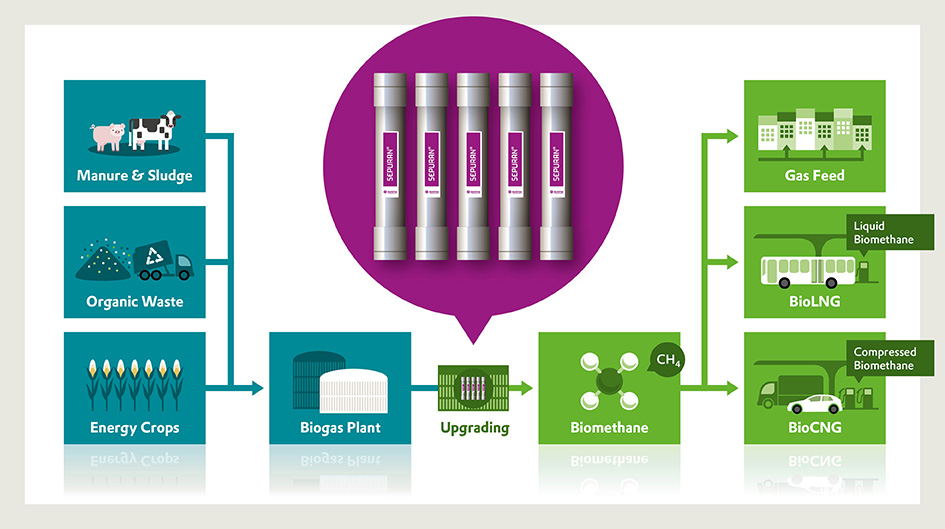 SEPURAN®
SEPURAN®
SEPURAN®
SEPURAN®
SEPURAN®
Manure & Sludge
Organic Waste
Energy Crops
Biogas Plant
Upgrading
Biomethane
CH4
Gas Feed
Liquid
Biomethane
BioLNG
Compressed
Biomethane
BioCNG